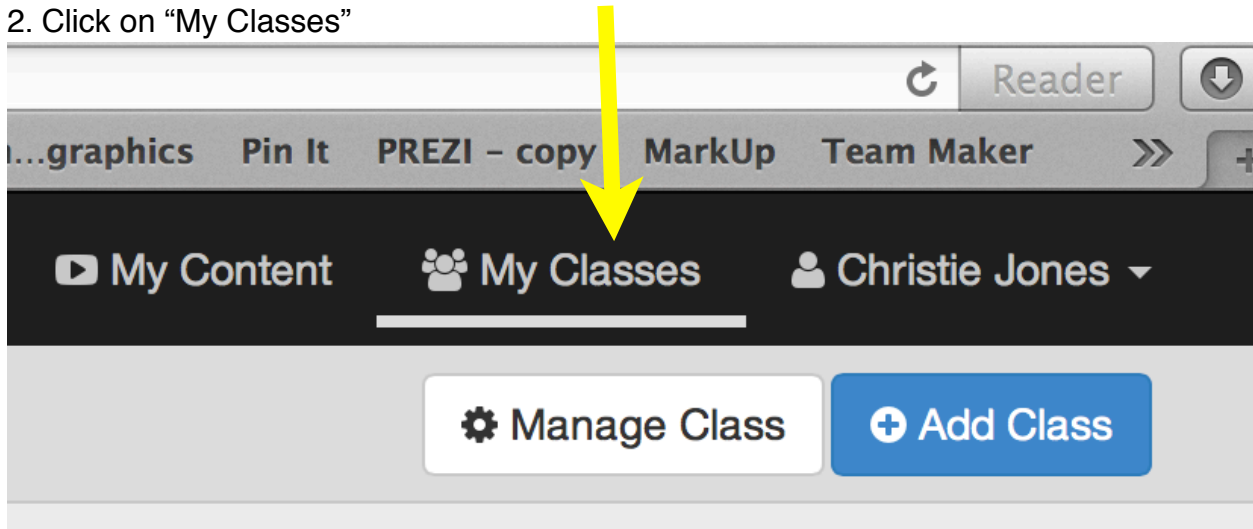 2. Click on “My Classes”
Reader
...graphics Pin It PREZI - copy MarkUp Team Maker
My Content My Classes Christie Jones
Manage Class Add Class